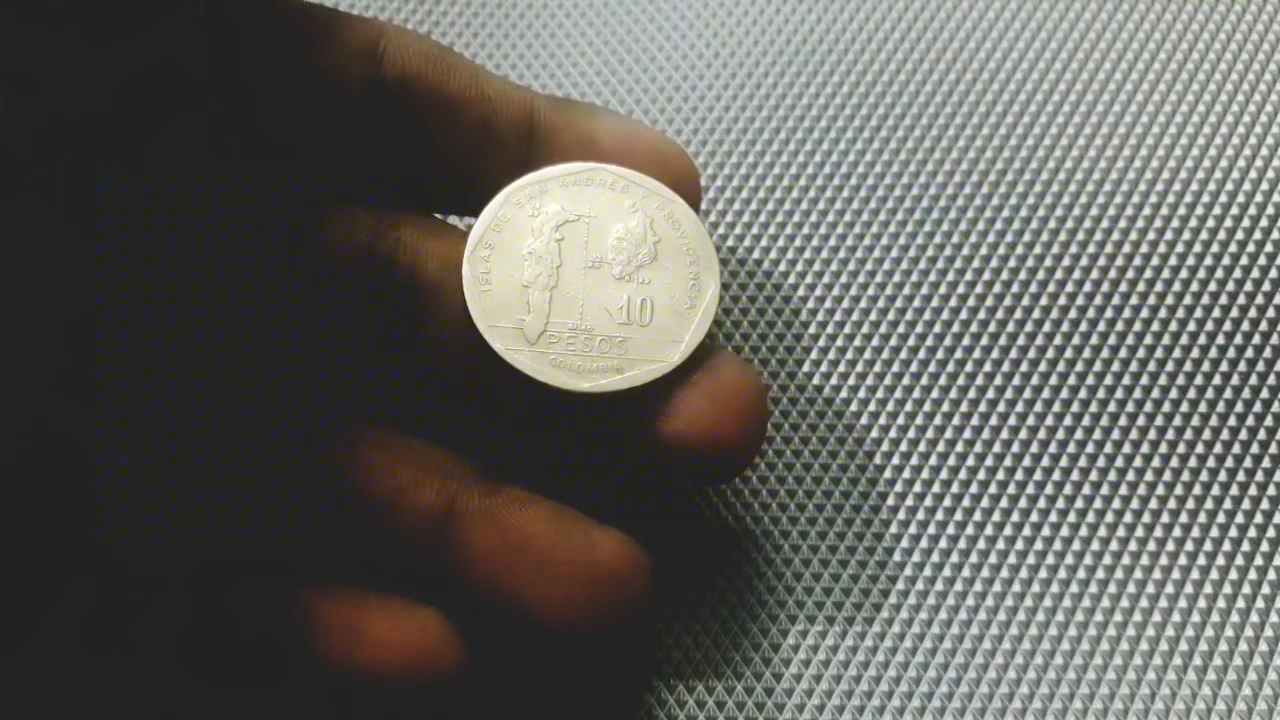 ISLAS DE SAN ANDRES Y PROVIDENCIA
10
PESOS
COLOMBIA